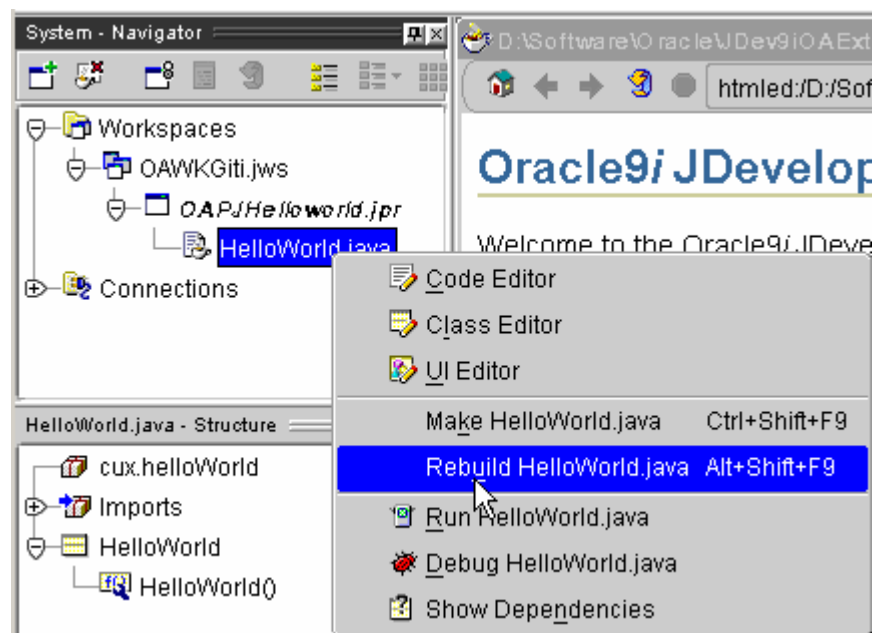 System - Navigator
D:\Software\Oracle\JDev9iOAExt
htmled:/D:/Sof
Workspaces
OAWKGiti.jws
OAPJHelloworld.jpr
HelloWorld.java
Connections
Oracle9i JDevelop
Welcome to the Oracle9i JDeve
Code Editor
Class Editor
UI Editor
Make HelloWorld.java Ctrl+Shift+F9
Rebuild HelloWorld.java Alt+Shift+F9
Run HelloWorld.java
Debug HelloWorld.java
Show Dependencies
HelloWorld.java - Structure
cux.helloWorld
Imports
HelloWorld
HelloWorld()